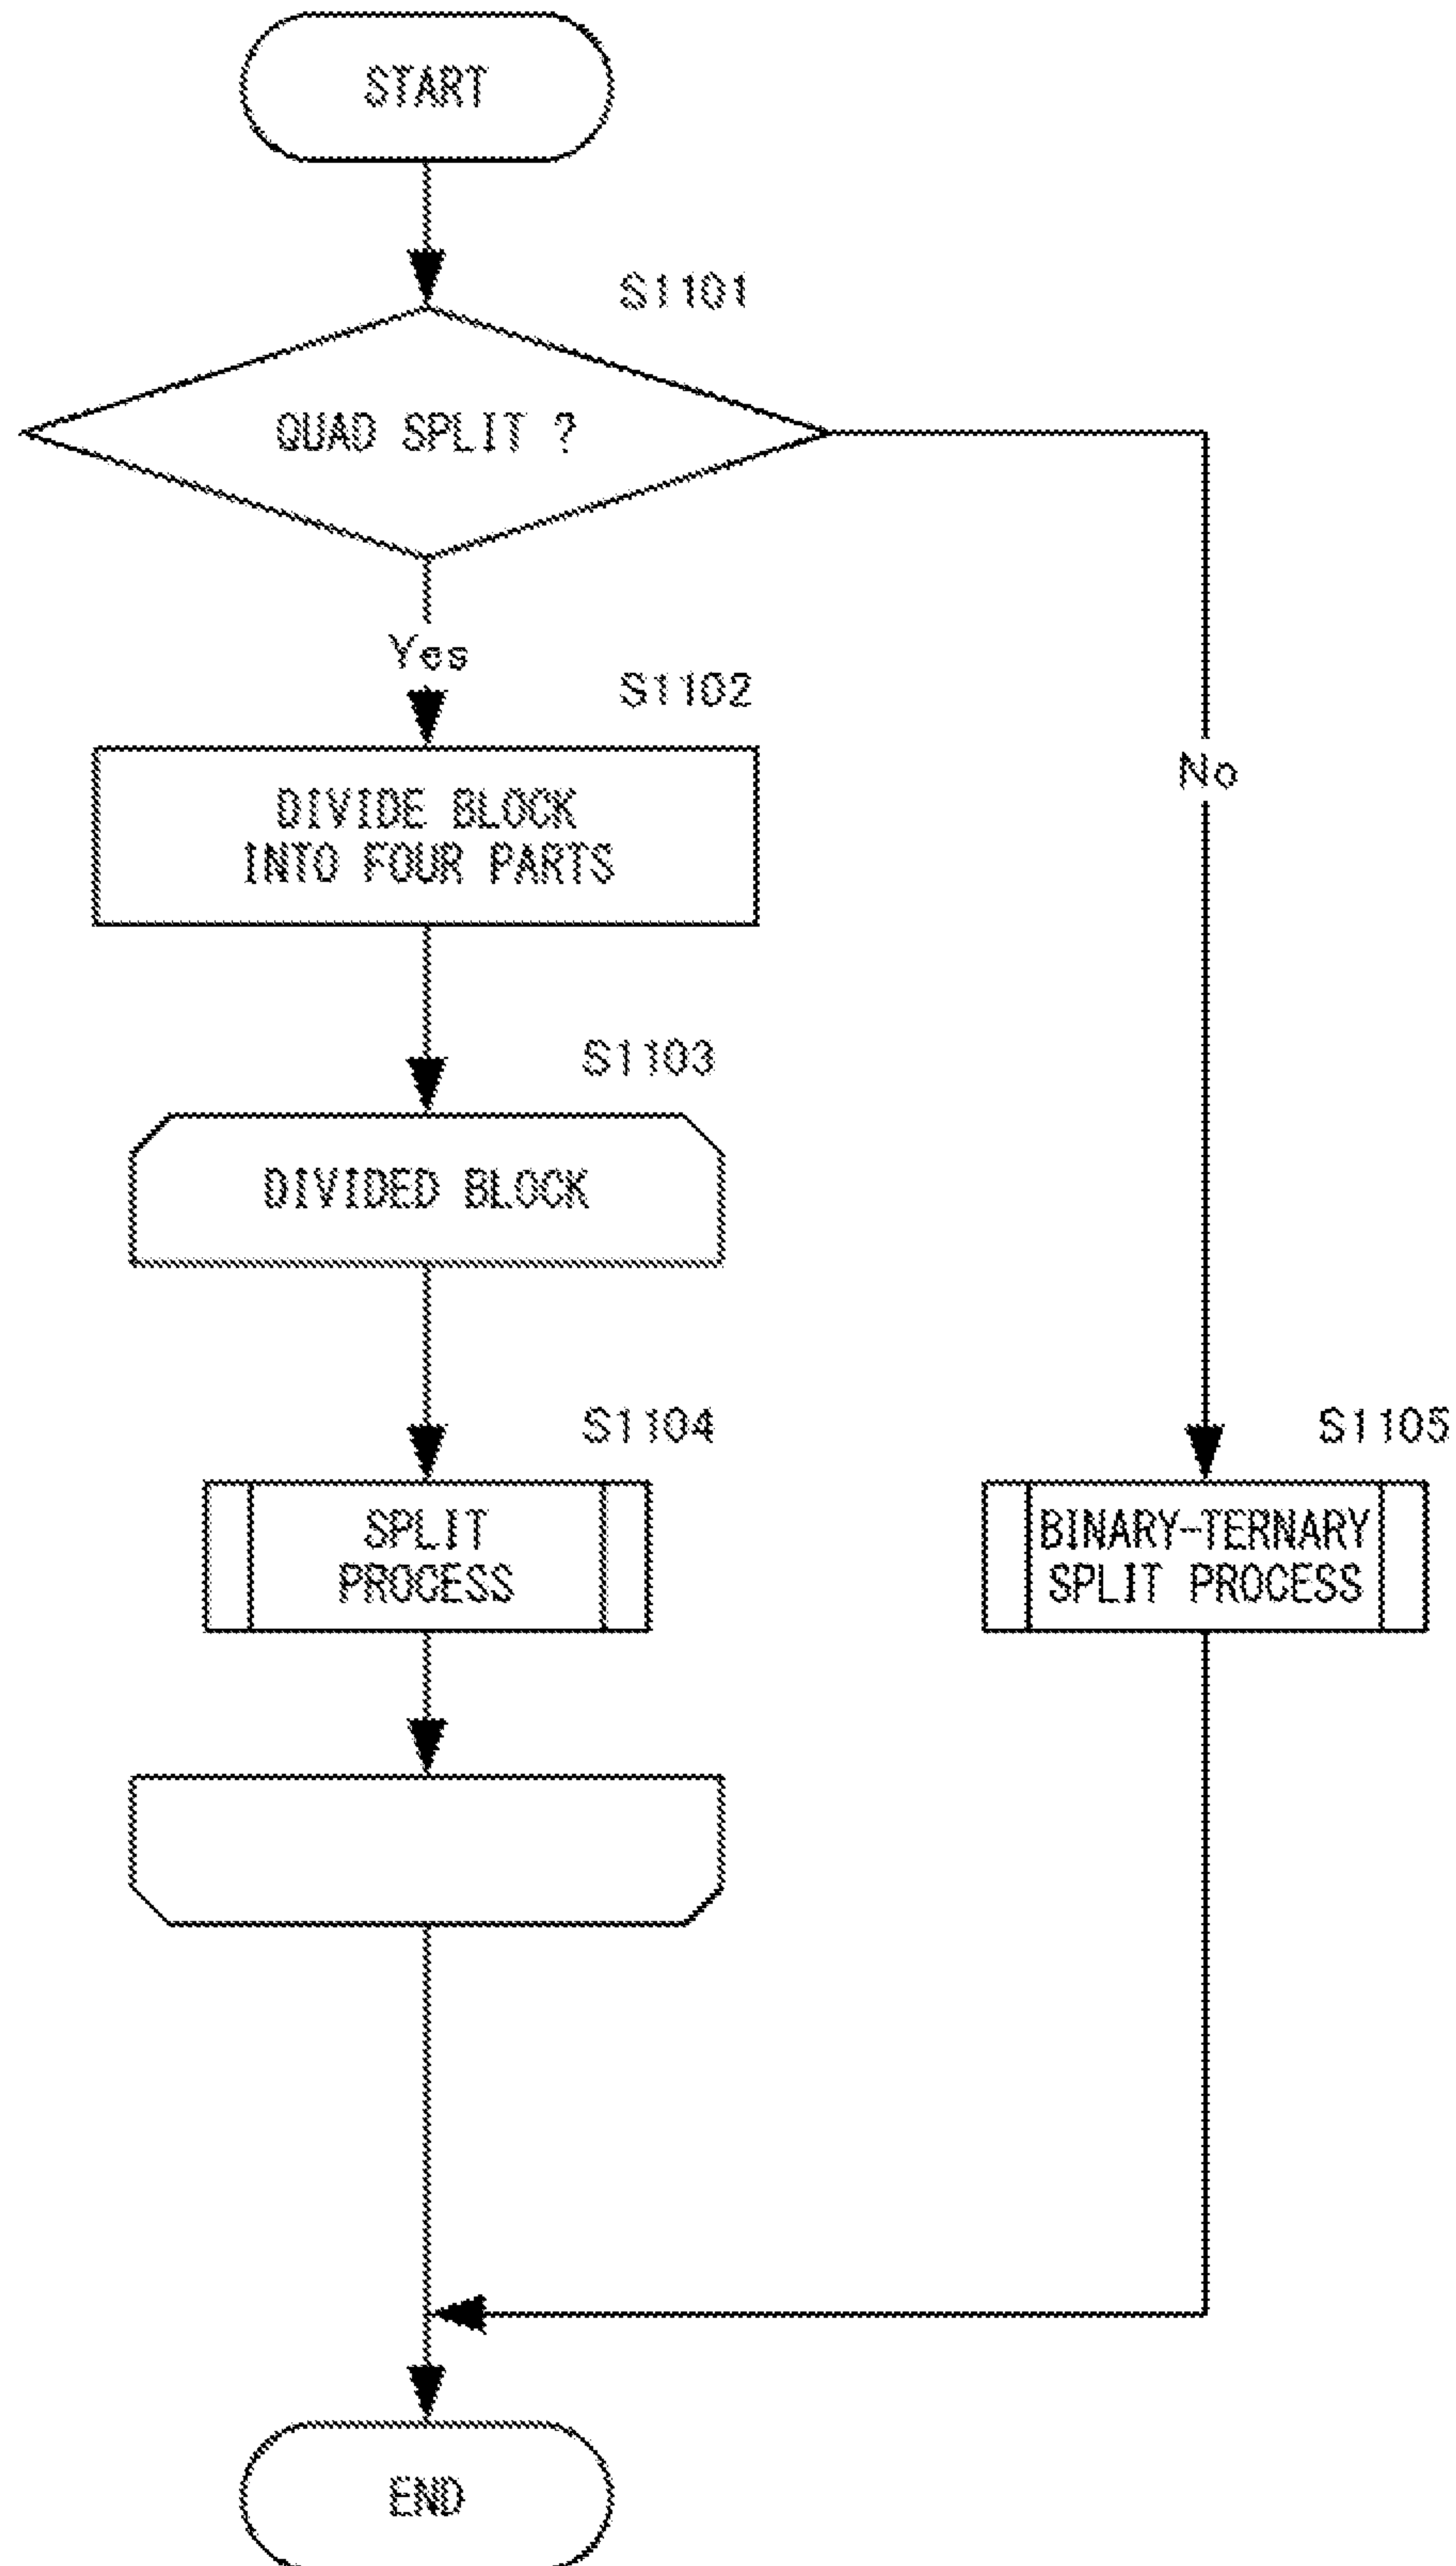 START
S1101
QUAD SPLIT ?
Yes
S1102
No
DIVIDE BLOCK
INTO FOUR PARTS
S1103
DIVIDED BLOCK
S1104
S1105
SPLIT
PROCESS
BINARY-TERNARY
SPLIT PROCESS
END